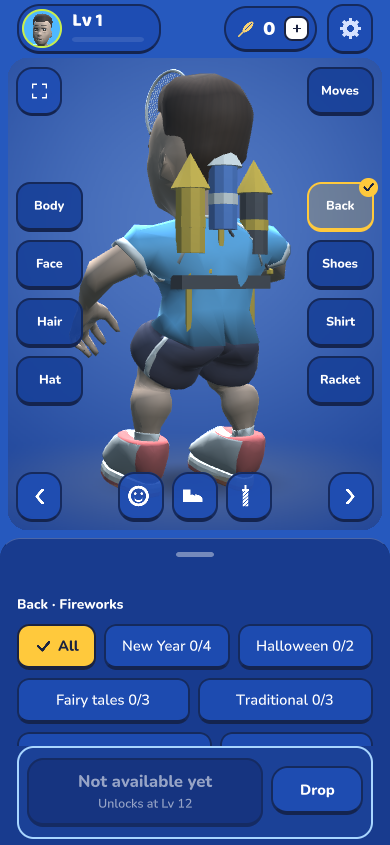 Lv 1
0 +
Moves
Body
Back
Face
Shoes
Hair
Shirt
Hat
Racket
Back · Fireworks
All
New Year 0/4
Halloween 0/2
Fairy tales 0/3
Traditional 0/3
Not available yet
Unlocks at Lv 12
Drop